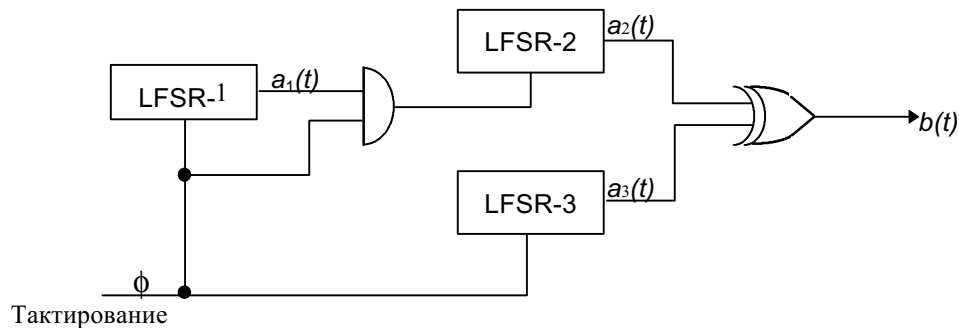 LFSR-2
a2(t)
LFSR-1
a1(t)
b(t)
LFSR-3
a3(t)
ϕ
Тактирование